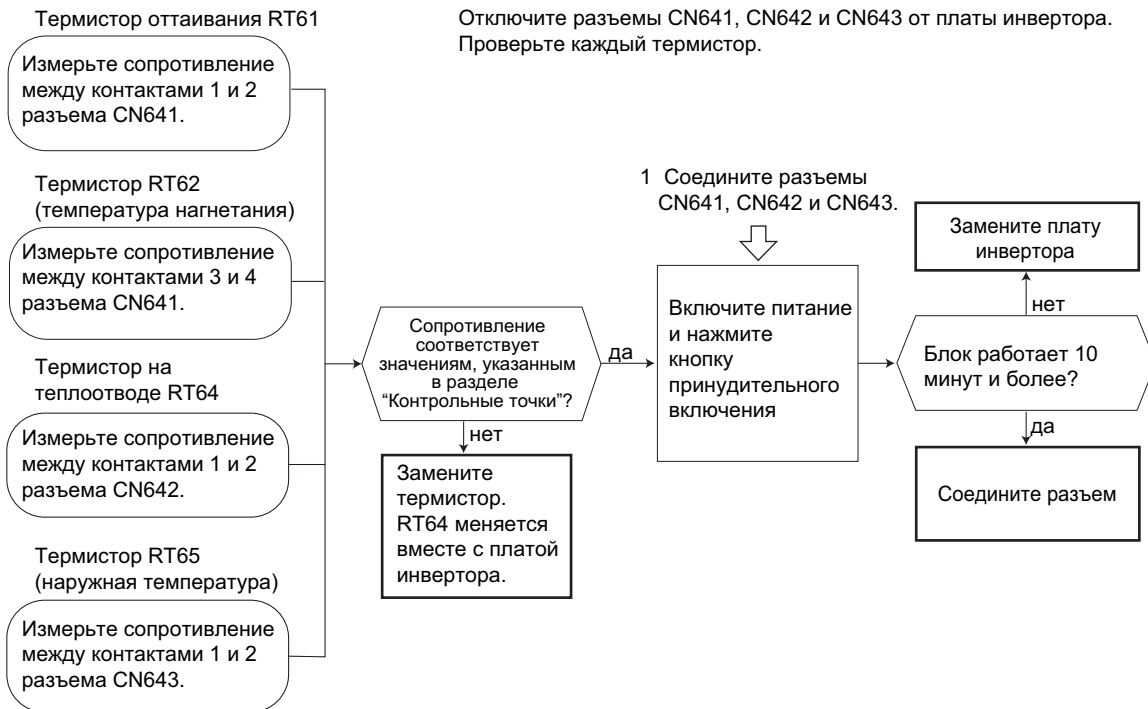 Термистор оттаивания RT61
Отключите разъемы CN641, CN642 и CN643 от платы инвертора.
Проверьте каждый термистор.
Измерьте сопротивление
между контактами 1 и 2
разъема CN641.
Термистор RT62
(температура нагнетания)
Измерьте сопротивление
между контактами 3 и 4
разъема CN641.
Термистор на
теплоотводе RT64
Измерьте сопротивление
между контактами 1 и 2
разъема CN642.
Термистор RT65
(наружная температура)
Измерьте сопротивление
между контактами 1 и 2
разъема CN643.
Сопротивление
соответствует
значениям, указанным
в разделе
“Контрольные точки”?
да
нет
Замените
термистор.
RT64 меняется
вместе с платой
инвертора.
1 Соедините разъемы
CN641, CN642 и CN643.
Включите питание
и нажмите
кнопку
принудительного
включения
Замените плату
инвертора
нет
Блок работает 10
минут и более?
да
Соедините разъем